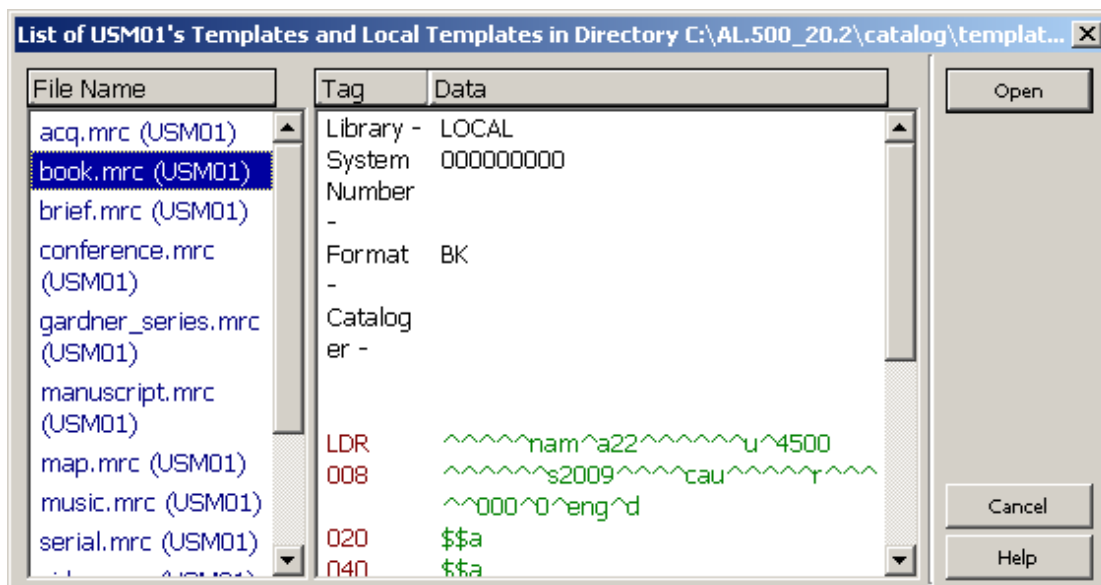 List of USM01's Templates and Local Templates in Directory C:\AL.500_20.2\catalog\templat...
File Name
acq.mrc (USM01)
book.mrc (USM01)
brief.mrc (USM01)
conference.mrc
(USM01)
gardner_series.mrc
(USM01)
manuscript.mrc
(USM01)
map.mrc (USM01)
music.mrc (USM01)
serial.mrc (USM01)
Tag Data
Library - LOCAL
System 000000000
Number
-
Format BK
-
Catalog
er -
LDR ^^^^^nam^a22^^^^^^u^4500
008 ^^^^^^s2009^^^^cau^^^^^r^^^
^^000^0^eng^d
020 $$a
040 $$a
Open
Cancel
Help